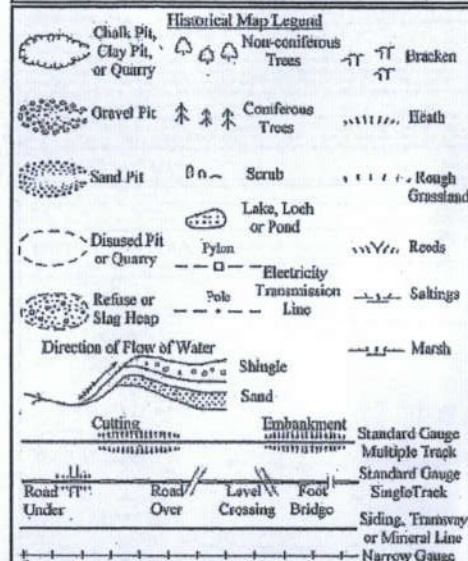 Historical Map Legend
Chalk Pit,
Clay Pit,
or Quarry
Non-coniferous
Trees
Bracken
Gravel Pit
Coniferous
Trees
Heath
Sand Pit
Scrub
Rough
Grassland
Lake, Loch
or Pond
Disused Pit
or Quarry
Pylon
Electricity
Transmission
Line
Pole
Reeds
Refuse or
Slag Heap
Saltings
Direction of Flow of Water
Shingle
Sand
Marsh
Cutting
Embankment
Standard Gauge
Multiple Track
Standard Gauge
SingleTrack
Road
Under
Road
Over
Level
Crossing
Foot
Bridge
Siding, Tramway
or Mineral Line
Narrow Gauge